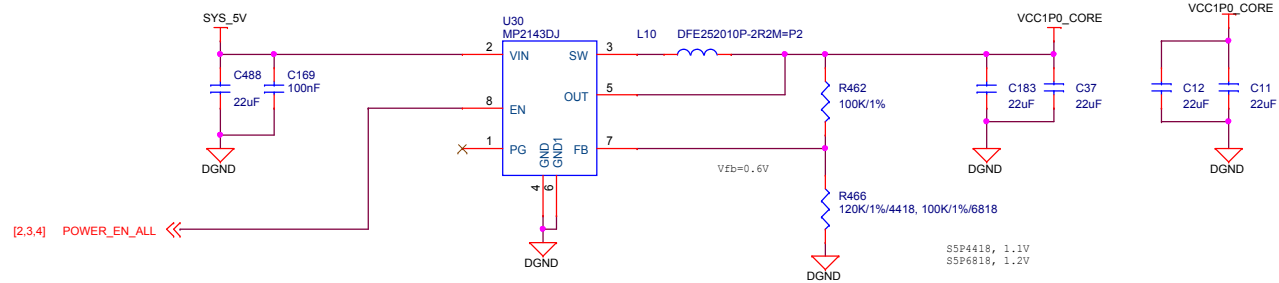 SYS_5V
C488
22uF
C169
100nF
DGND
[2,3,4] POWER_EN_ALL
U30
MP2143DJ
2
VIN
8
EN
1
PG
SW
3
OUT
5
FB
7
GND
GND1
4
6
DGND
L10
DFE252010P-2R2M=P2
R462
100K/1%
Vfb=0.6V
R466
120K/1%/4418, 100K/1%/6818
DGND
VCC1P0_CORE
C183
22uF
C37
22uF
DGND
S5P4418, 1.1V
S5P6818, 1.2V
VCC1P0_CORE
C12
22uF
C11
22uF
DGND